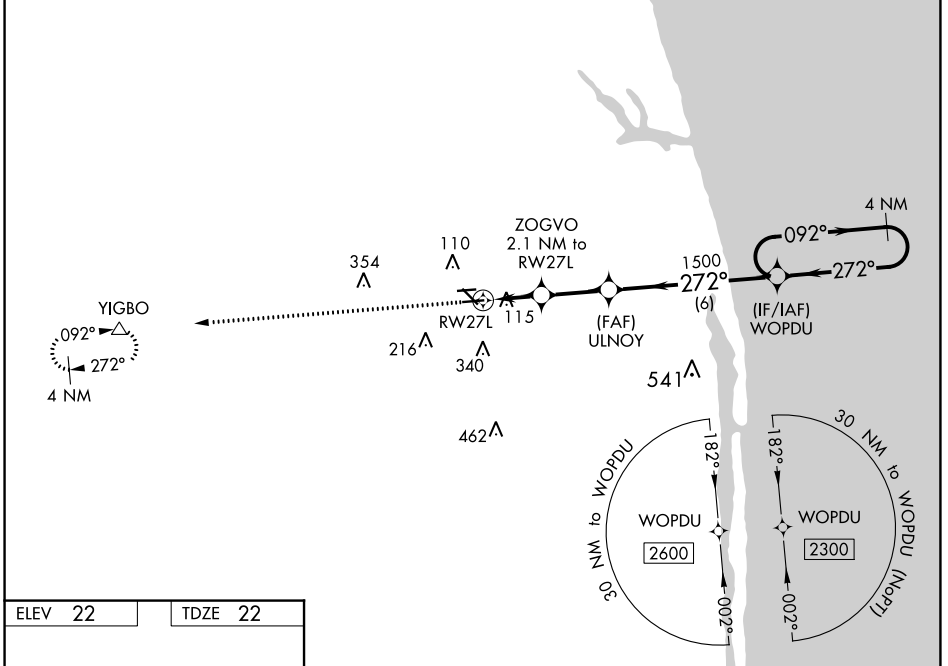 4 NM
092°
272°
ZOGVO
2.1 NM to
RW27L
110
354
1500
272°
(6)
(IF/IAF)
WOPDU
YIGBO
092°
272°
4 NM
RW27L
115
(FAF)
ULNOY
216
340
541
462
30 NM to WOPDU
182°
WOPDU
2600
002°
30 NM to WOPDU (NoPT)
182°
WOPDU
2300
002°
ELEV 22
TDZE 22